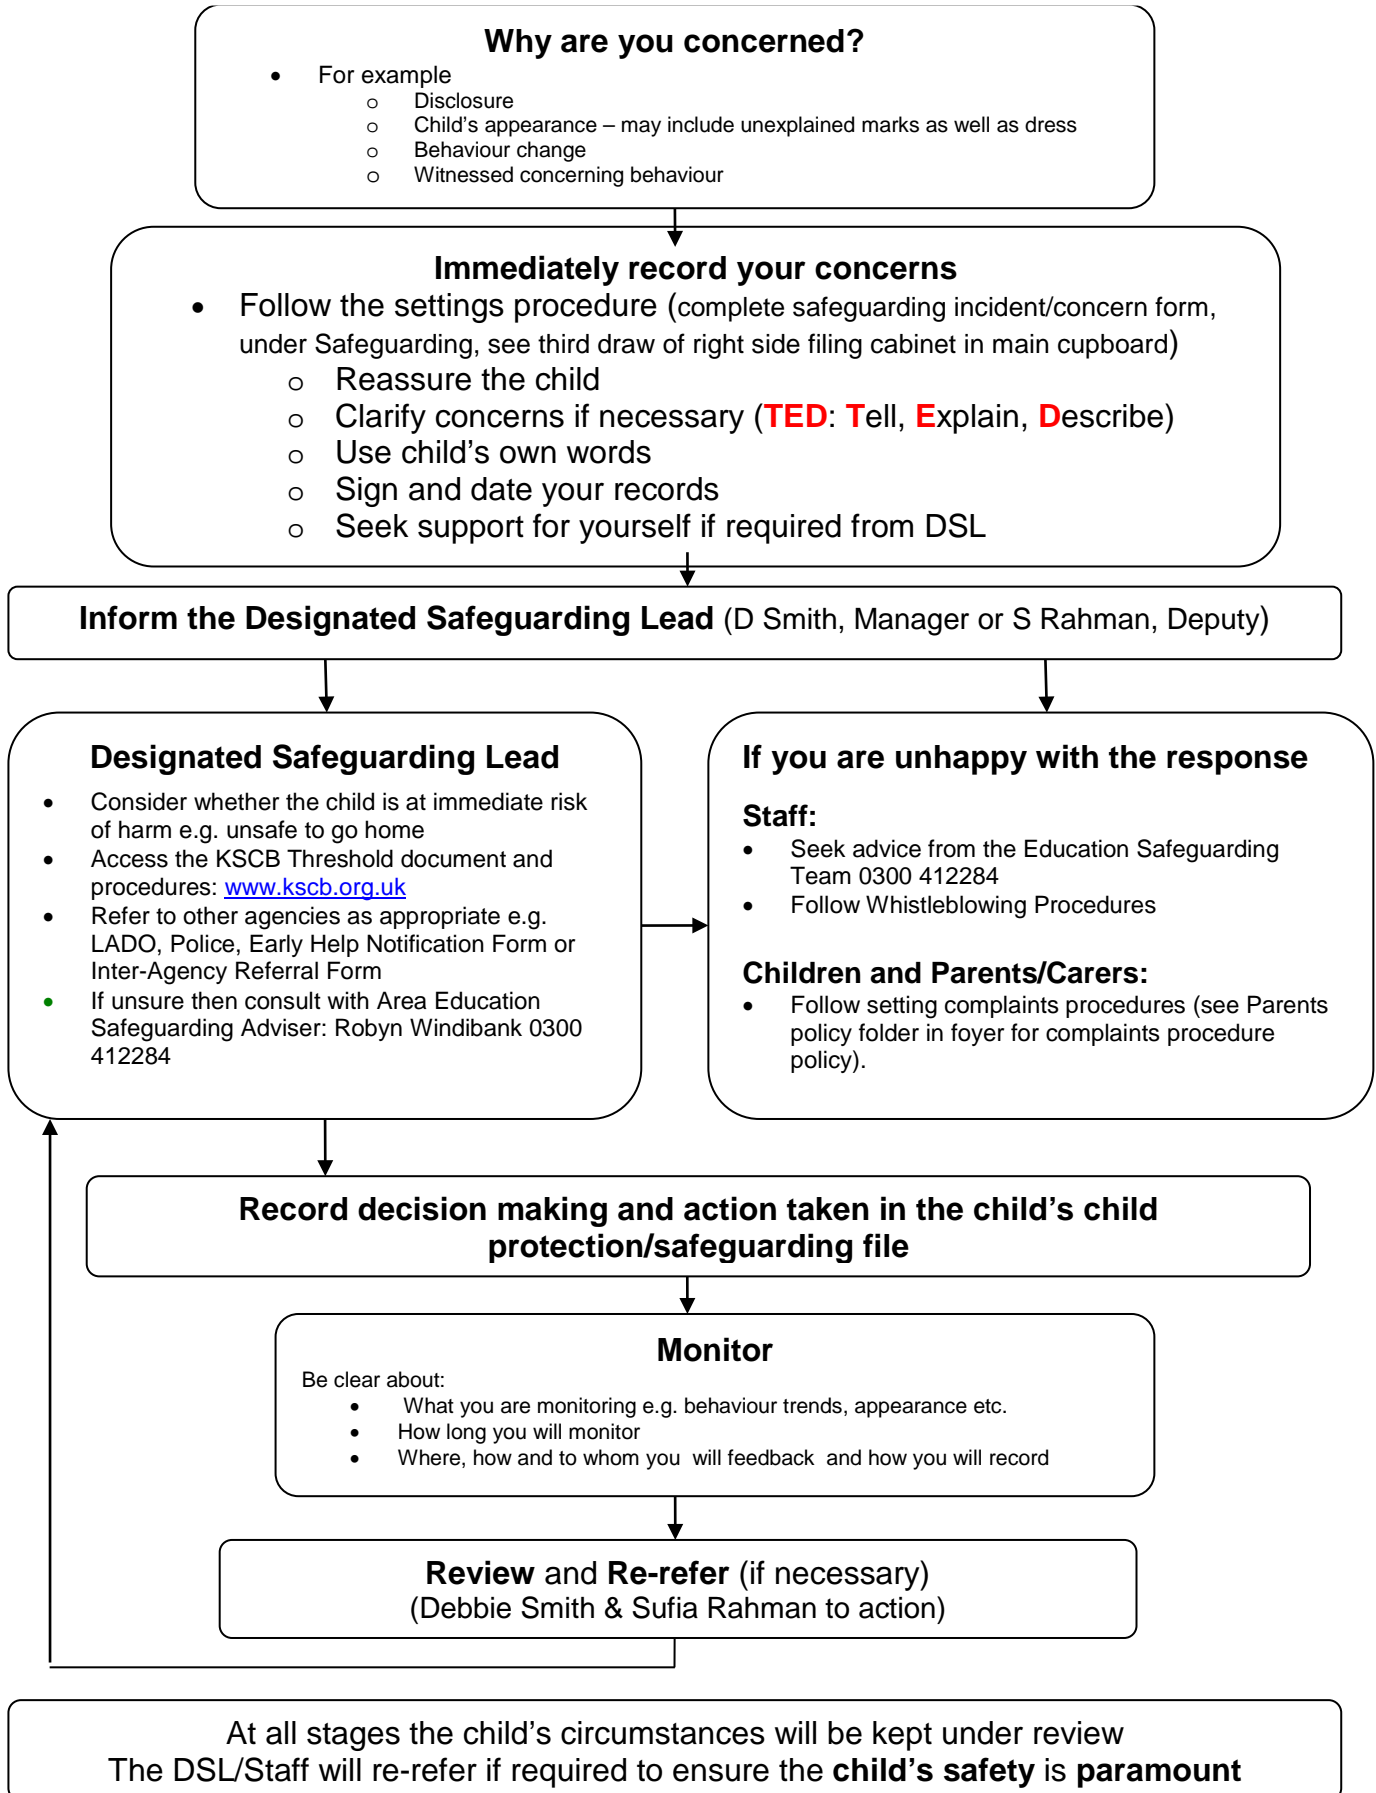 Why are you concerned?
• For example
o Disclosure
o Child's appearance – may include unexplained marks as well as dress
o Behaviour change
o Witnessed concerning behaviour
Immediately record your concerns
• Follow the settings procedure (complete safeguarding incident/concern form,
under Safeguarding, see third draw of right side filing cabinet in main cupboard)
o Reassure the child
o Clarify concerns if necessary (TED: Tell, Explain, Describe)
o Use child's own words
o Sign and date your records
o Seek support for yourself if required from DSL
Inform the Designated Safeguarding Lead (D Smith, Manager or S Rahman, Deputy)
Designated Safeguarding Lead
• Consider whether the child is at immediate risk
of harm e.g. unsafe to go home
• Access the KSCB Threshold document and
procedures: www.kscb.org.uk
• Refer to other agencies as appropriate e.g.
LADO, Police, Early Help Notification Form or
Inter-Agency Referral Form
• If unsure then consult with Area Education
Safeguarding Adviser: Robyn Windibank 0300
412284
If you are unhappy with the response
Staff:
• Seek advice from the Education Safeguarding
Team 0300 412284
• Follow Whistleblowing Procedures
Children and Parents/Carers:
• Follow setting complaints procedures (see Parents
policy folder in foyer for complaints procedure
policy).
Record decision making and action taken in the child's child
protection/safeguarding file
Monitor
Be clear about:
• What you are monitoring e.g. behaviour trends, appearance etc.
• How long you will monitor
• Where, how and to whom you will feedback and how you will record
Review and Re-refer (if necessary)
(Debbie Smith & Sufia Rahman to action)
At all stages the child's circumstances will be kept under review
The DSL/Staff will re-refer if required to ensure the child's safety is paramount